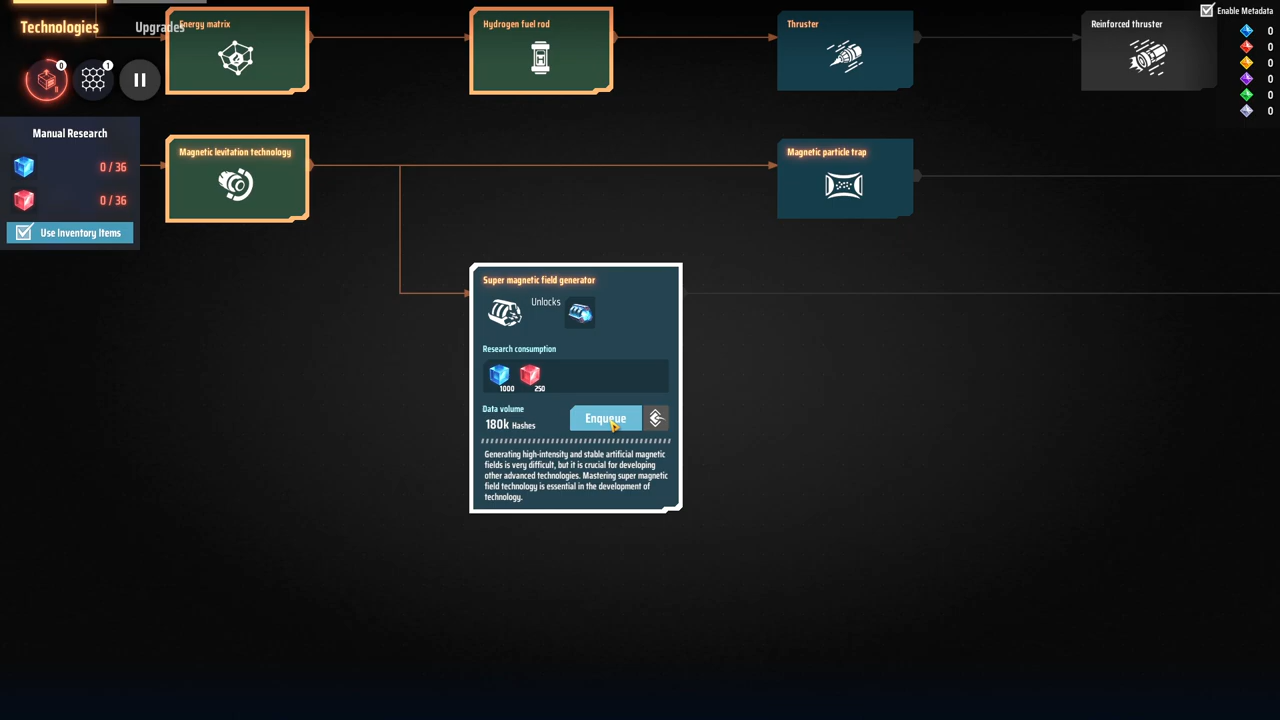 Technologies
Upgrades
Energy matrix
Hydrogen fuel rod
Thruster
Reinforced thruster
Enable Metadata
0
0
0
0
0
0
0
1
Manual Research
0 / 36
0 / 36
Use Inventory Items
Magnetic levitation technology
Magnetic particle trap
Super magnetic field generator
Unlocks
Research consumption
1000
250
Data volume
180k Hashes
Enqueue
Generating high-intensity and stable artificial magnetic
fields is very difficult, but it is crucial for developing
other advanced technologies. Mastering super magnetic
field technology is essential in the development of
technology.